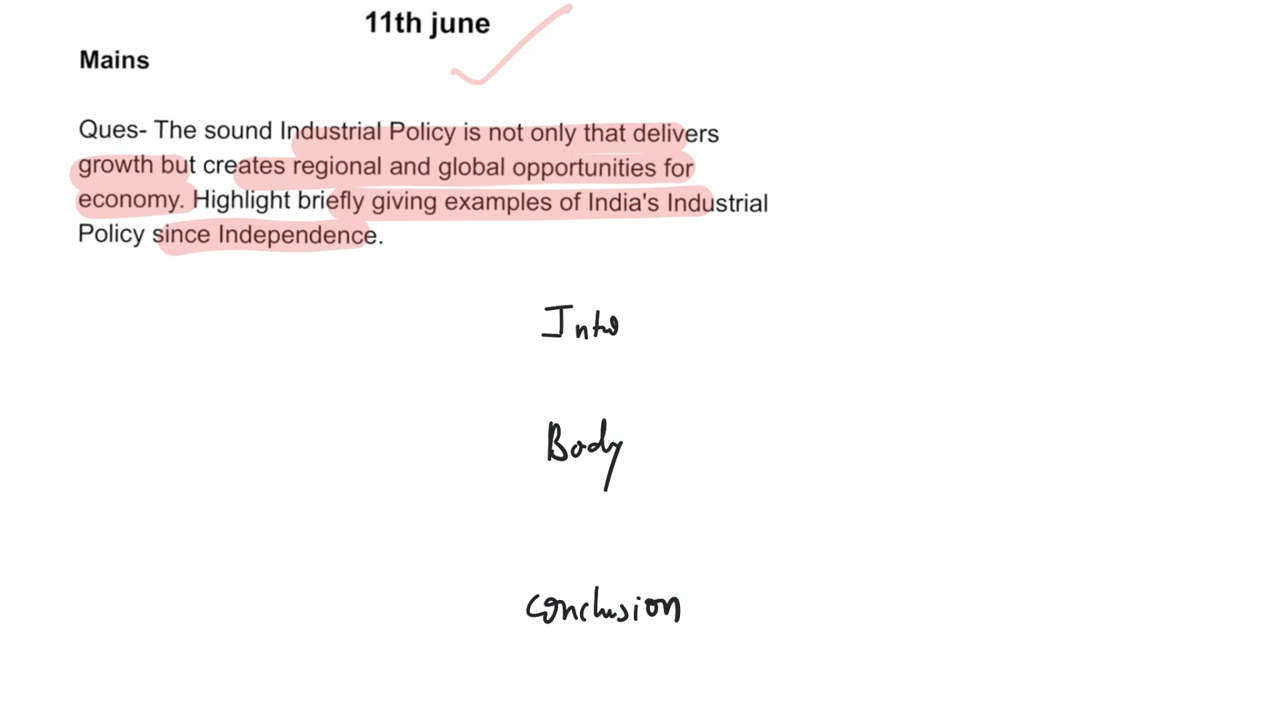 11th june
Mains
Ques- The sound Industrial Policy is not only that delivers
growth but creates regional and global opportunities for
economy. Highlight briefly giving examples of India's Industrial
Policy since Independence.
Intro
Body
Conclusion